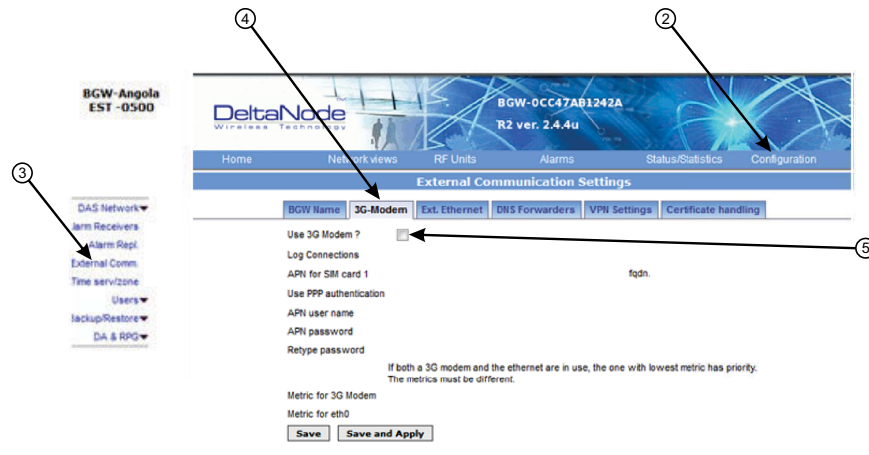 4
2
BGW-Angola
EST -0500
DeltaNode
Wireless Technology
BGW-0CC47AB1242A
R2 ver. 2.4.4u
Home Network views RF Units Alarms Status/Statistics Configuration
External Communication Settings
3
DAS Network
larm Receivers
Alarm Repl.
External Comm.
Time serv/zone
Users
Backup/Restore
DA & RPG
BGW Name 3G-Modem Ext. Ethernet DNS Forwarders VPN Settings Certificate handling
Use 3G Modem ?
5
Log Connections
APN for SIM card 1 fqdn.
Use PPP authentication
APN user name
APN password
Retype password
If both a 3G modem and the ethernet are in use, the one with lowest metric has priority.
The metrics must be different.
Metric for 3G Modem
Metric for eth0
Save Save and Apply